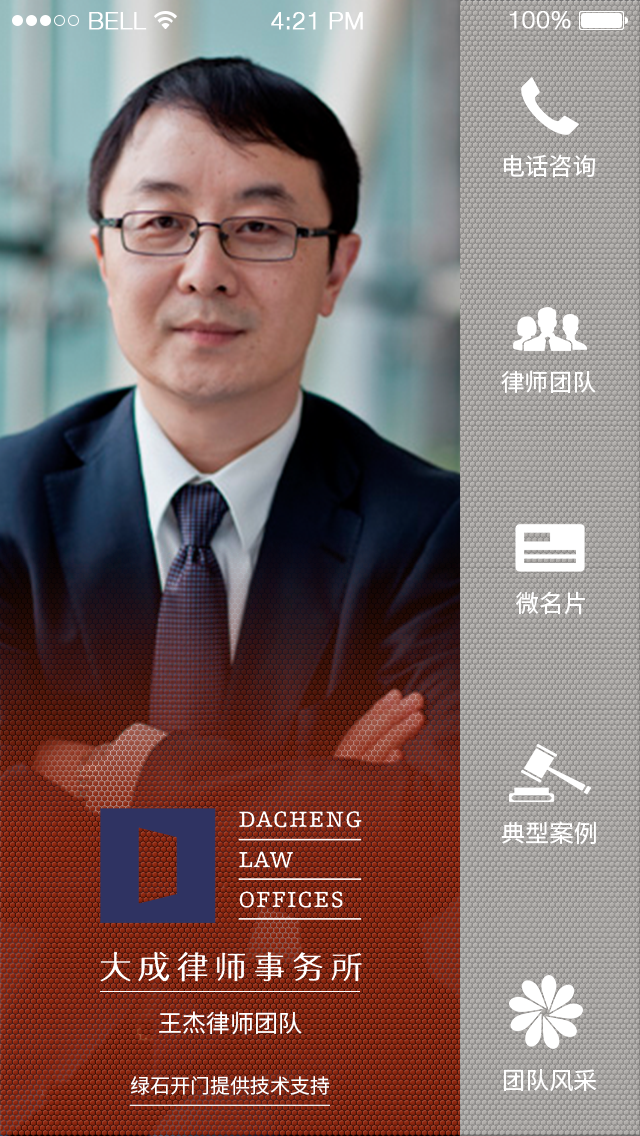 BELL
4:21 PM
100%
电话咨询
律师团队
微名片
典型案例
团队风采
DACHENG
LAW
OFFICES
大成律师事务所
王杰律师团队
绿石开门提供技术支持